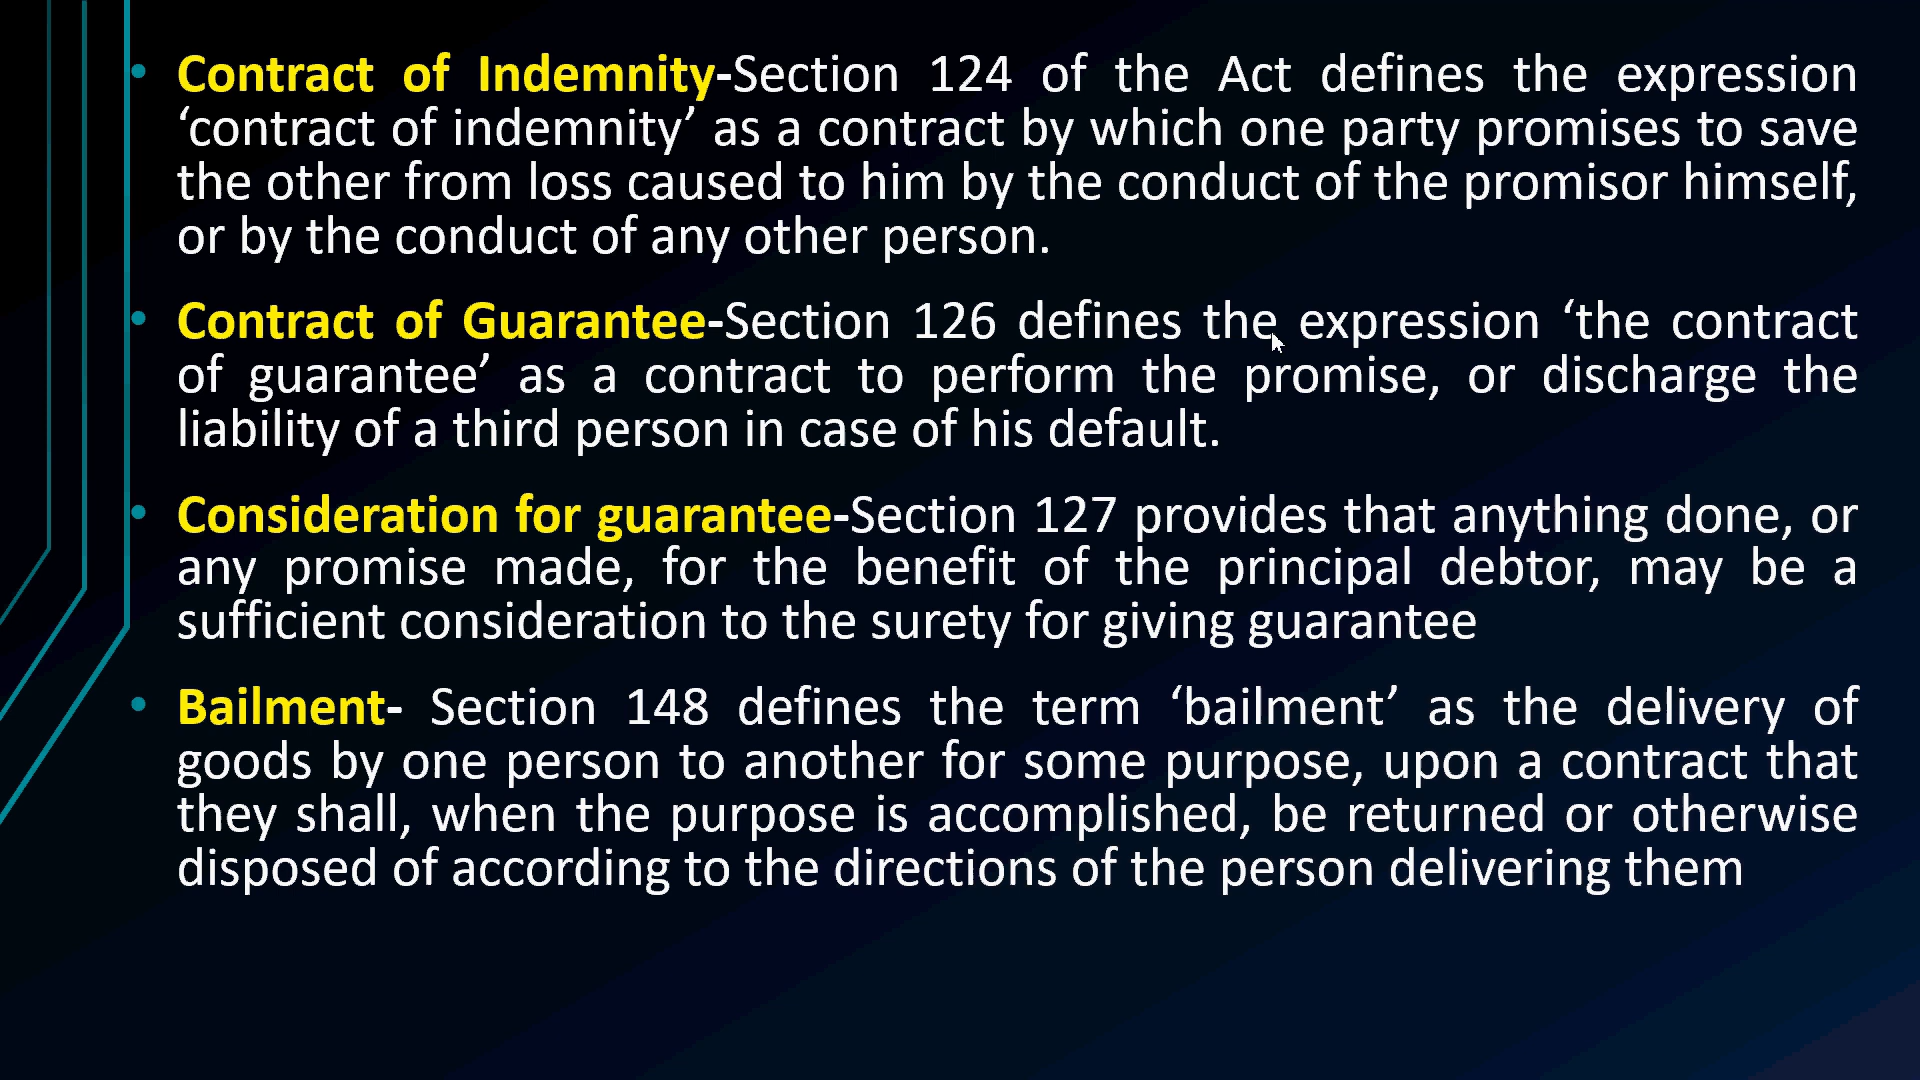 • Contract of Indemnity-Section 124 of the Act defines the expression
‘contract of indemnity’ as a contract by which one party promises to save
the other from loss caused to him by the conduct of the promisor himself,
or by the conduct of any other person.
• Contract of Guarantee-Section 126 defines the expression ‘the contract
of guarantee’ as a contract to perform the promise, or discharge the
liability of a third person in case of his default.
• Consideration for guarantee-Section 127 provides that anything done, or
any promise made, for the benefit of the principal debtor, may be a
sufficient consideration to the surety for giving guarantee
• Bailment- Section 148 defines the term ‘bailment’ as the delivery of
goods by one person to another for some purpose, upon a contract that
they shall, when the purpose is accomplished, be returned or otherwise
disposed of according to the directions of the person delivering them